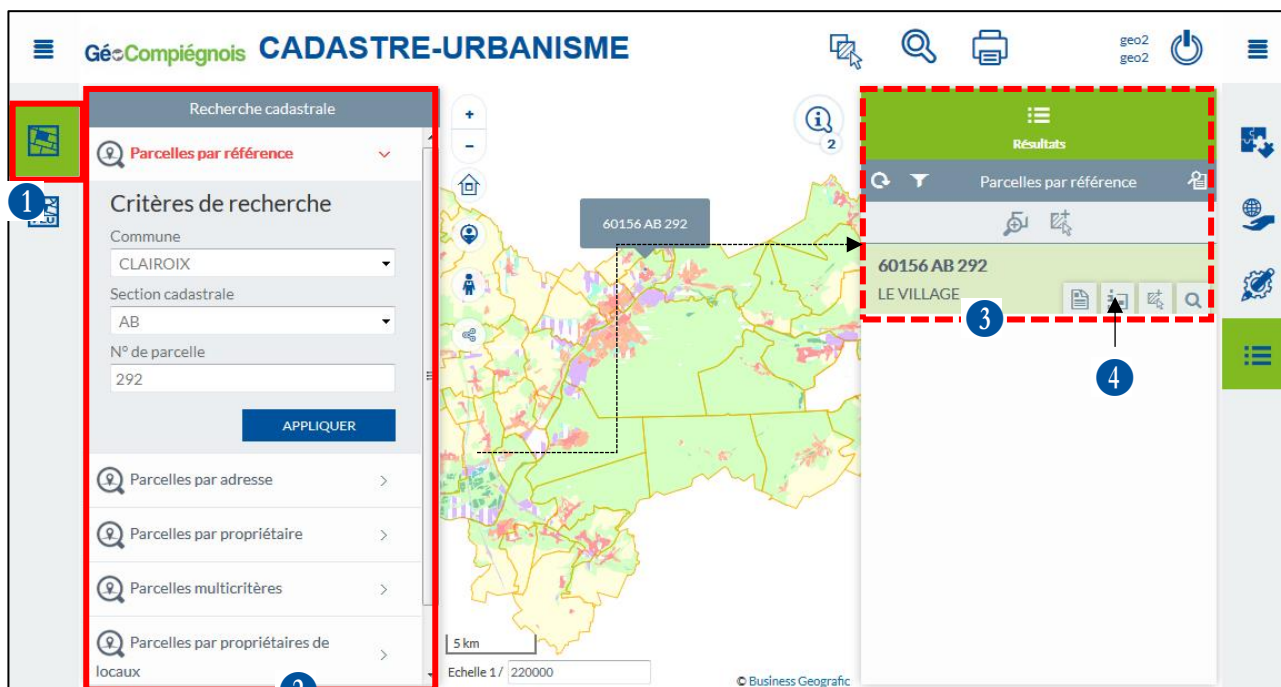 GéoCompiégnois CADASTRE-URBANISME
geo2
geo2
1
Recherche cadastrale
Parcelles par référence
Critères de recherche
Commune
CLAIROIX
Section cadastrale
AB
N° de parcelle
292
APPLIQUER
Parcelles par adresse
Parcelles par propriétaire
Parcelles multicritères
Parcelles par propriétaires de
locaux
+
-
2
60156 AB 292
5 km
Echelle 1 / 220000
© Business Geografic
Résultats
Parcelles par référence
60156 AB 292
LE VILLAGE
3
4